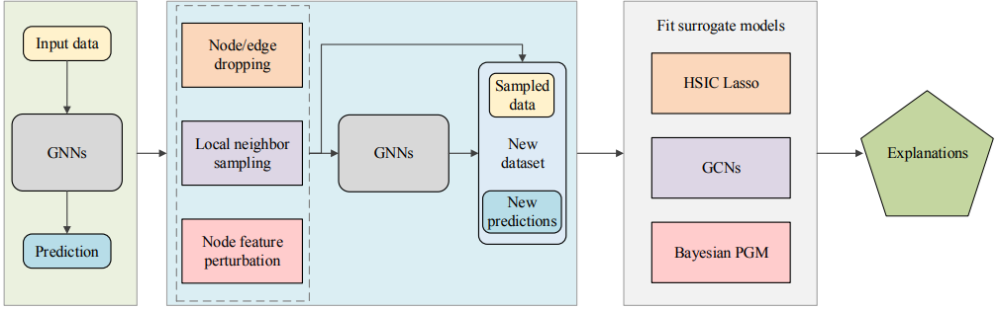 Input data
GNNs
Prediction
Node/edge
dropping
Local neighbor
sampling
Node feature
perturbation
GNNs
Sampled
data
New
dataset
New
predictions
Fit surrogate models
HSIC Lasso
GCNs
Bayesian PGM
Explanations